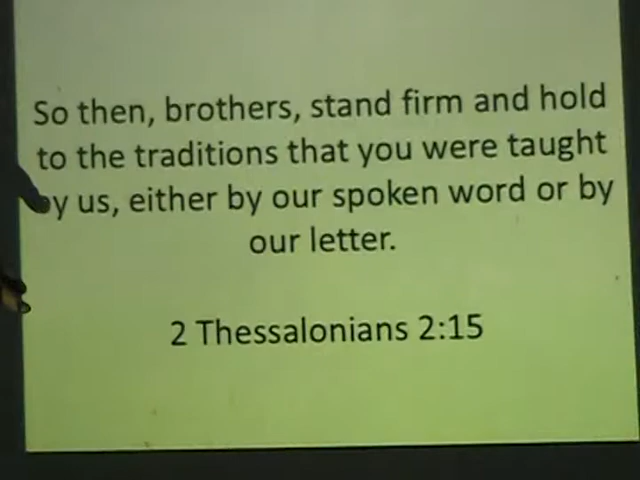 So then, brothers, stand firm and hold
to the traditions that you were taught
by us, either by our spoken word or by
our letter.
2 Thessalonians 2:15